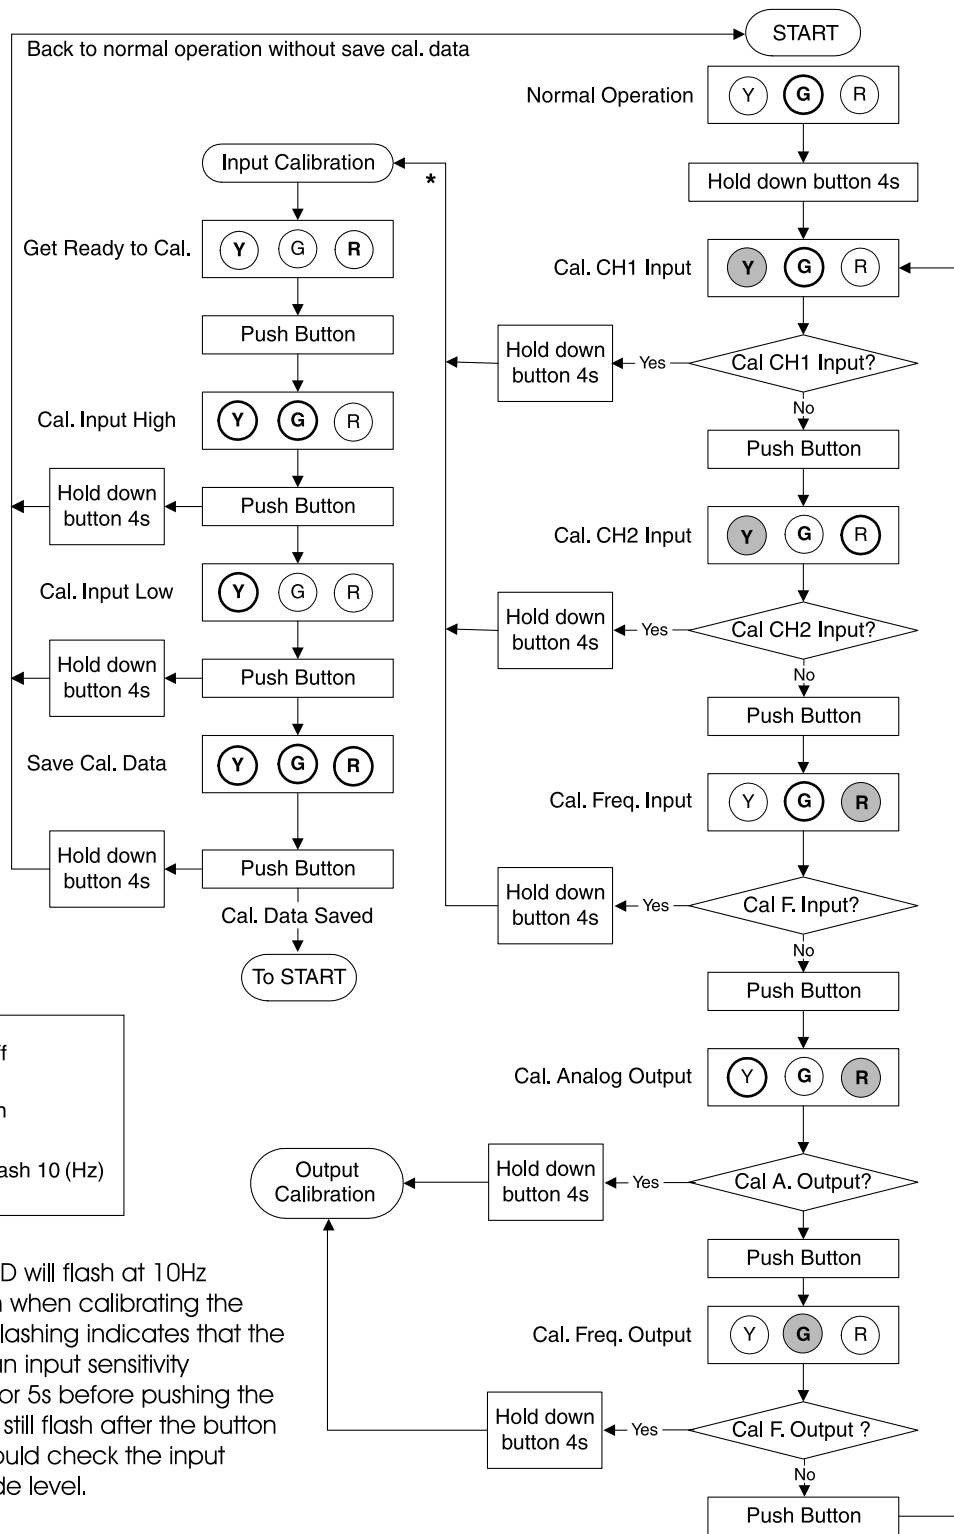 START
Back to normal operation without save cal. data
Normal Operation
Y G R
Hold down button 4s
Cal. CH1 Input
Y G R
Cal CH1 Input?
Yes
Hold down
button 4s
*
No
Push Button
Cal. CH2 Input
Y G R
Cal CH2 Input?
Yes
Hold down
button 4s
No
Push Button
Cal. Freq. Input
Y G R
Cal F. Input?
Yes
Hold down
button 4s
No
Push Button
Cal. Analog Output
Y G R
Cal A. Output?
Yes
Hold down
button 4s
Output
Calibration
Push Button
Cal. Freq. Output
Y G R
Cal F. Output ?
Yes
Hold down
button 4s
No
Push Button
Input Calibration
Get Ready to Cal.
Y G R
Push Button
Cal. Input High
Y G R
Push Button
Hold down
button 4s
Cal. Input Low
Y G R
Push Button
Hold down
button 4s
Save Cal. Data
Y G R
Push Button
Hold down
button 4s
Cal. Data Saved
To START
10 (Hz)
will flash at 10Hz
when calibrating the
indicates that the
input sensitivity
5s before pushing the
still flash after the button
check the input
level.